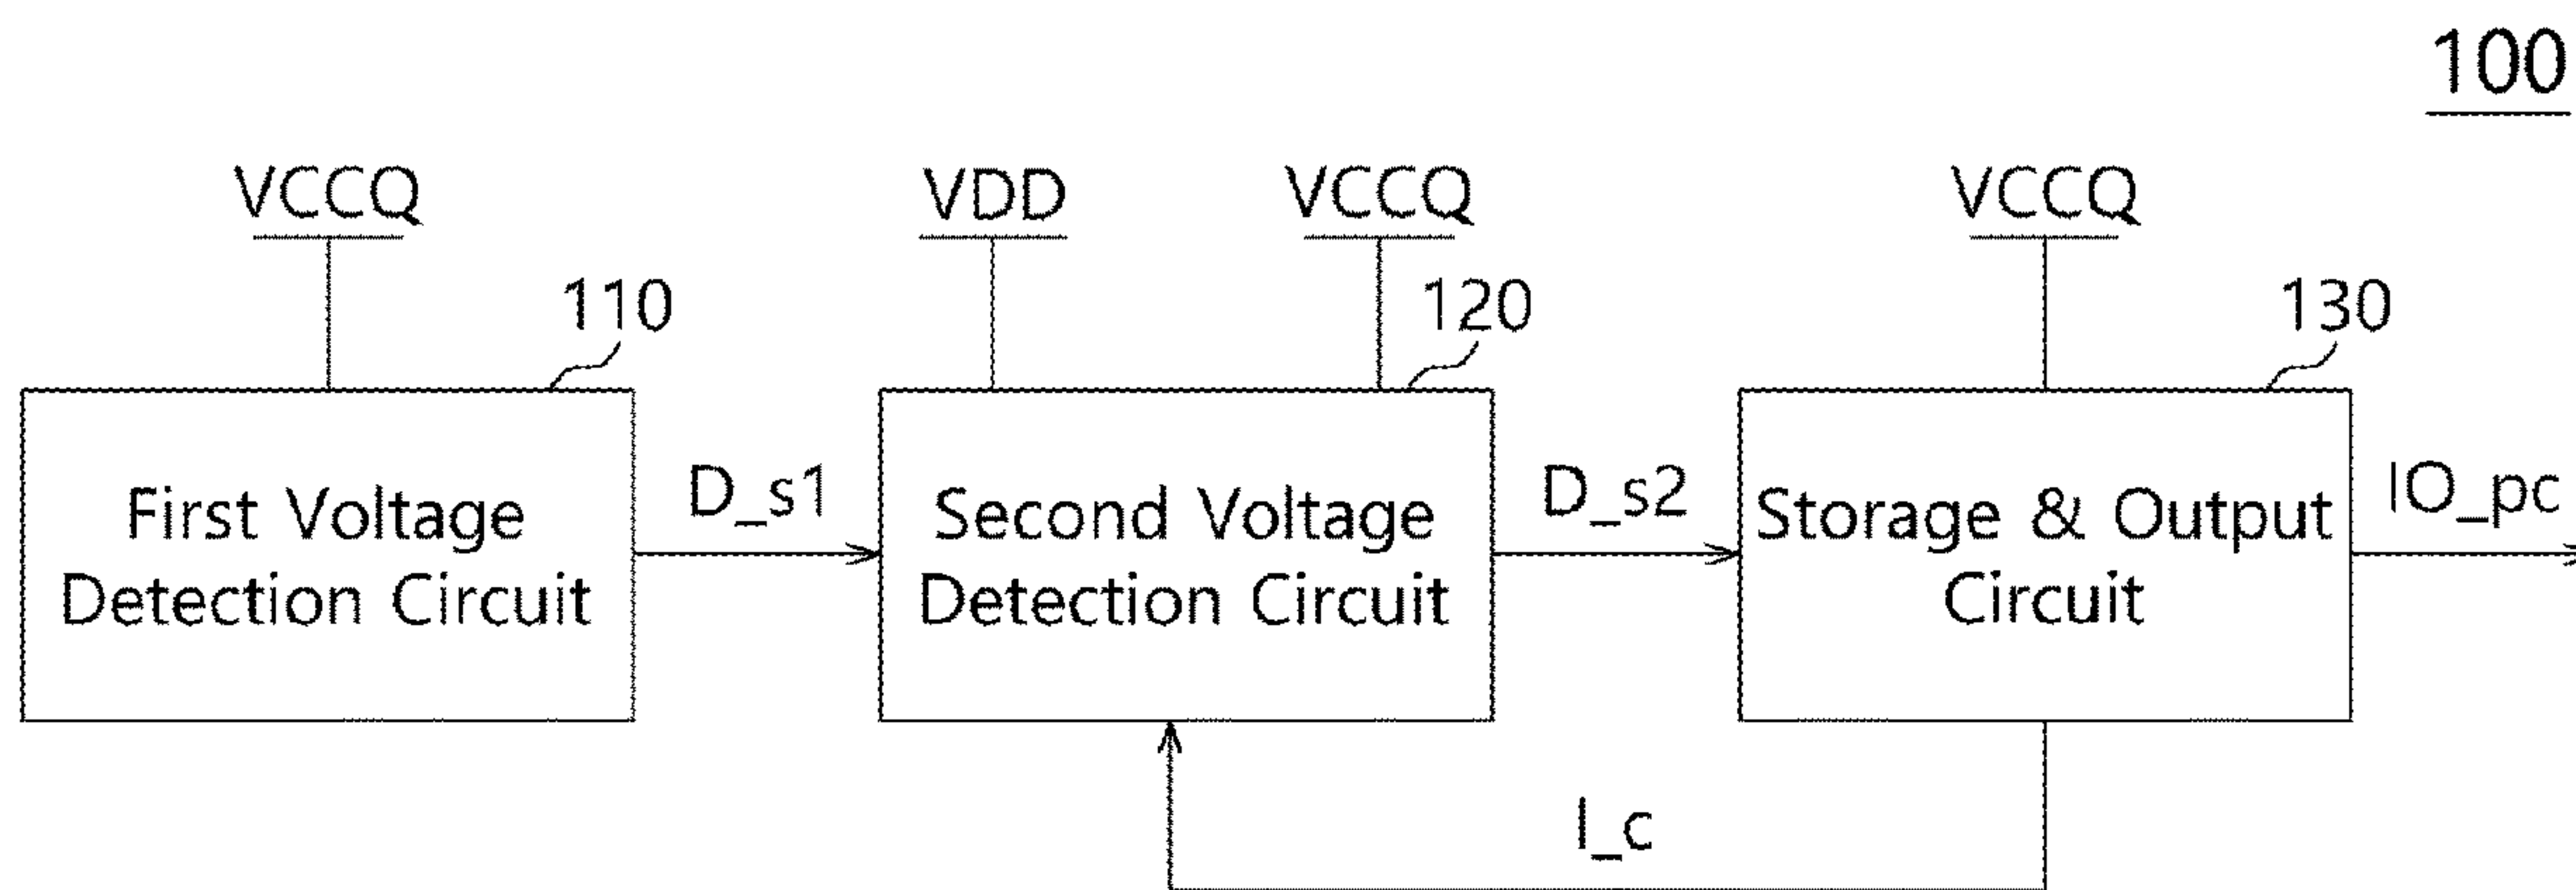 100
VCCQ
VDD
VCCQ
VCCQ
110
120
130
First Voltage
Detection Circuit
D_s1
Second Voltage
Detection Circuit
D_s2
Storage & Output
Circuit
IO_pc
I_c